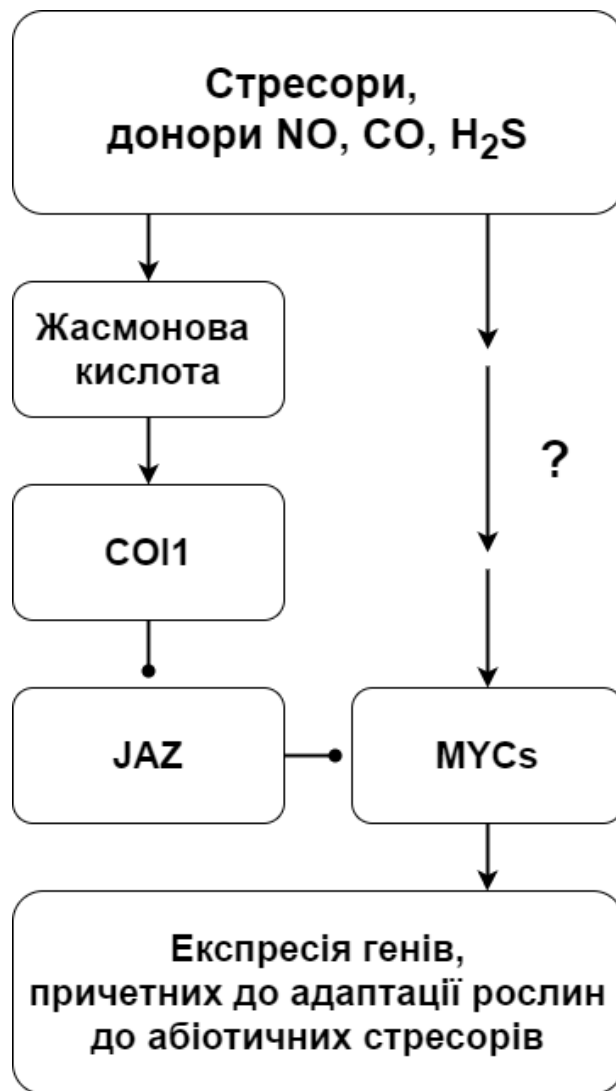 Стресори,
донори NO, CO, H₂S
Жасмонова
кислота
?
COI1
JAZ
MYCs
Експресія генів,
причетних до адаптації рослин
до абіотичних стресорів